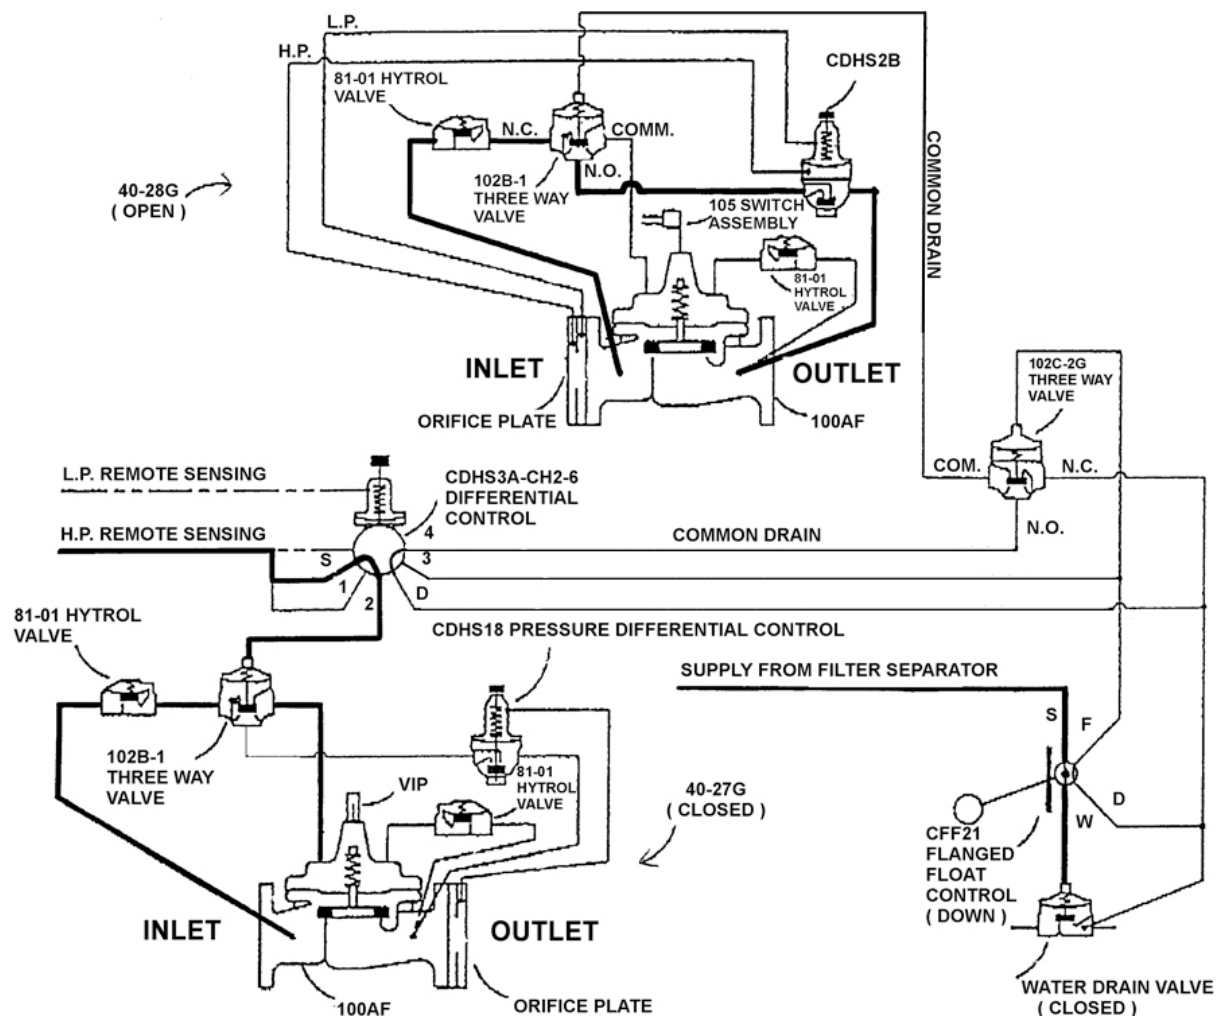 L.P.
H.P.
81-01 HYTROL
VALVE
N.C.
COMM.
CDHS2B
40-28G
( OPEN )
102B-1
THREE WAY
VALVE
N.O.
105 SWITCH
ASSEMBLY
81-01
HYTROL
VALVE
COMMON DRAIN
INLET
OUTLET
ORIFICE PLATE
100AF
102C-2G
THREE WAY
VALVE
COM.
N.C.
N.O.
L.P. REMOTE SENSING
CDHS3A-CH2-6
DIFFERENTIAL
CONTROL
H.P. REMOTE SENSING
4
COMMON DRAIN
S
3
1
2
D
81-01 HYTROL
VALVE
CDHS18 PRESSURE DIFFERENTIAL CONTROL
SUPPLY FROM FILTER SEPARATOR
S
F
102B-1
THREE WAY
VALVE
VIP
81-01
HYTROL
VALVE
40-27G
( CLOSED )
D
W
CFF21
FLANGED
FLOAT
CONTROL
( DOWN )
INLET
OUTLET
100AF
ORIFICE PLATE
WATER DRAIN VALVE
( CLOSED )